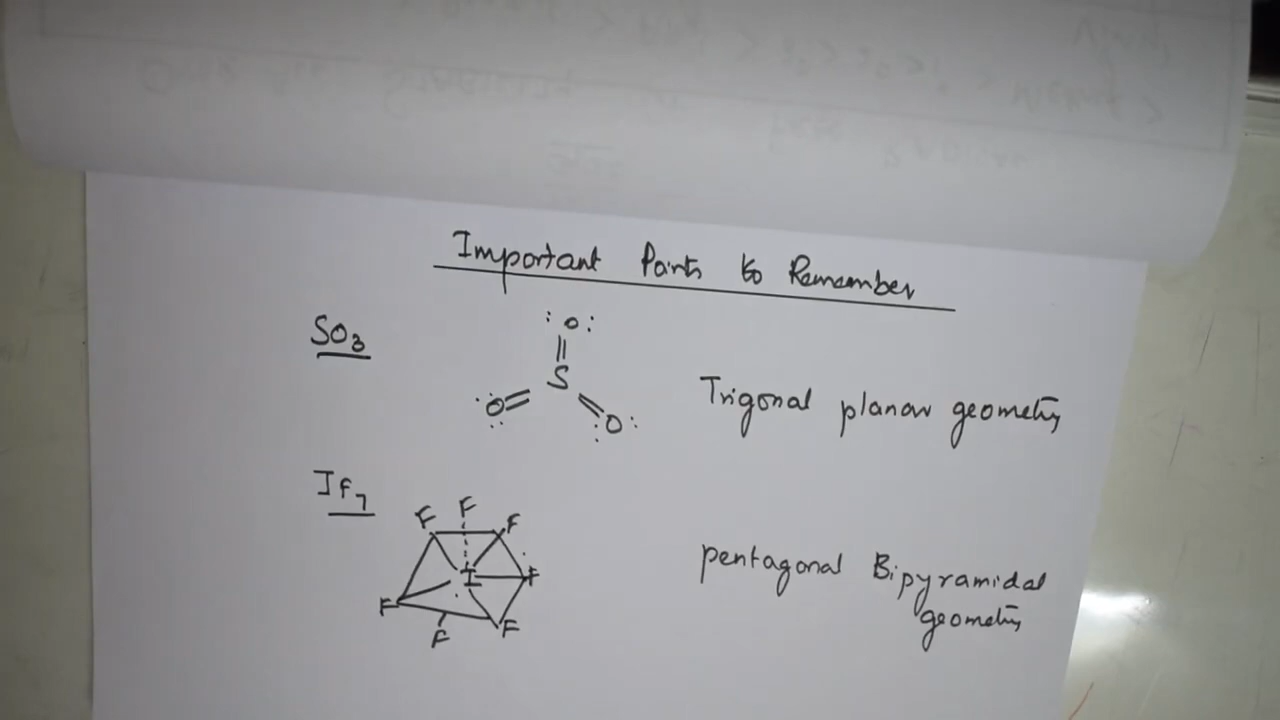 Important Points to Remember
SO3
:O:
S
O
O:
Trigonal planar geometry
If7
F F F
I F
F
F F
pentagonal Bipyramidal
geometry